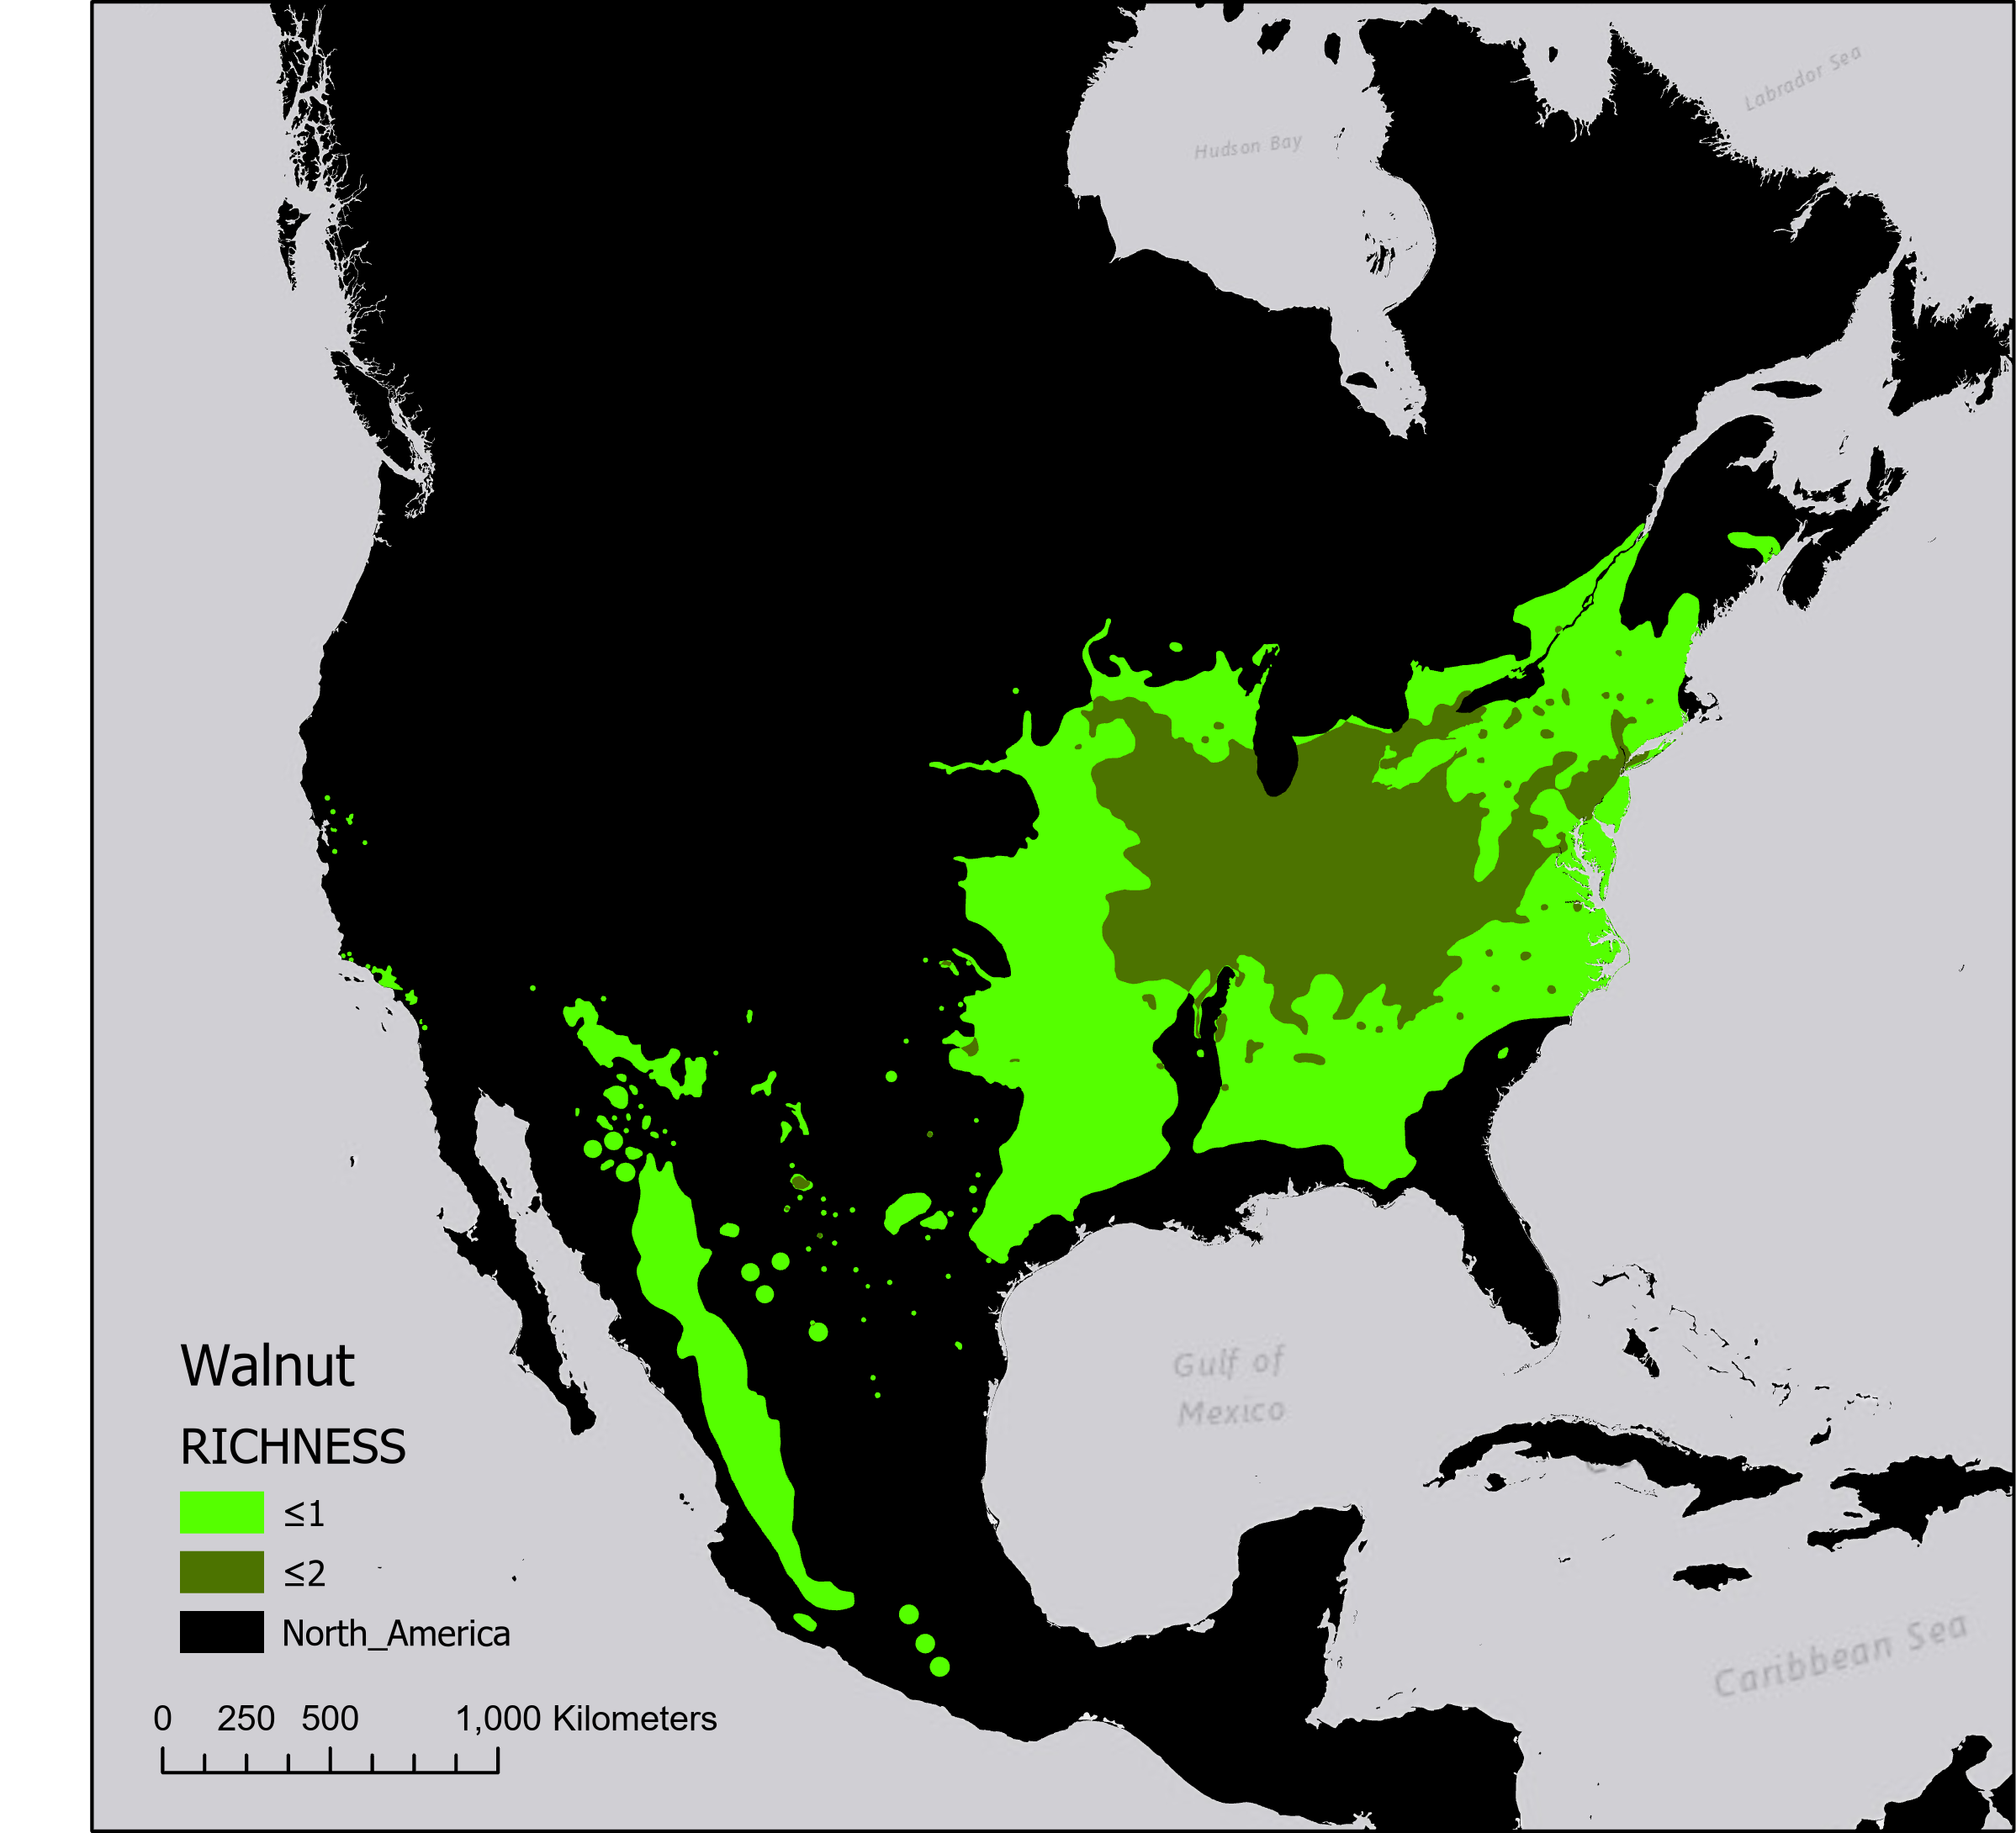 Labrador Sea
Hudson Bay
Gulf of
Mexico
Caribbean Sea
Walnut
RICHNESS
≤1
≤2
North_America
0 250 500 1,000 Kilometers